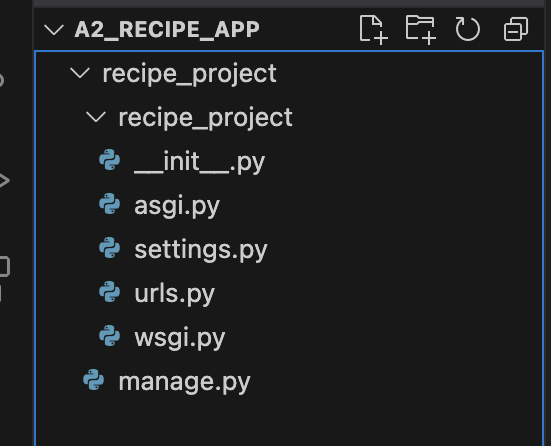 A2_RECIPE_APP
recipe_project
recipe_project
__init__.py
asgi.py
settings.py
urls.py
wsgi.py
manage.py